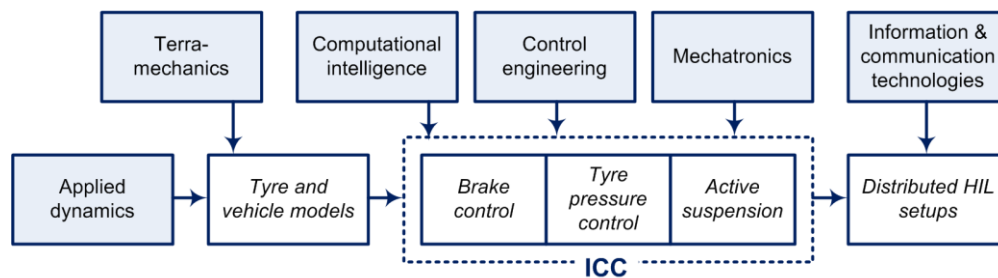 Terra-
mechanics
Computational
intelligence
Control
engineering
Mechatronics
Information &
communication
technologies
Applied
dynamics
Tyre and
vehicle models
Brake
control
Tyre
pressure
control
Active
suspension
Distributed HIL
setups
ICC